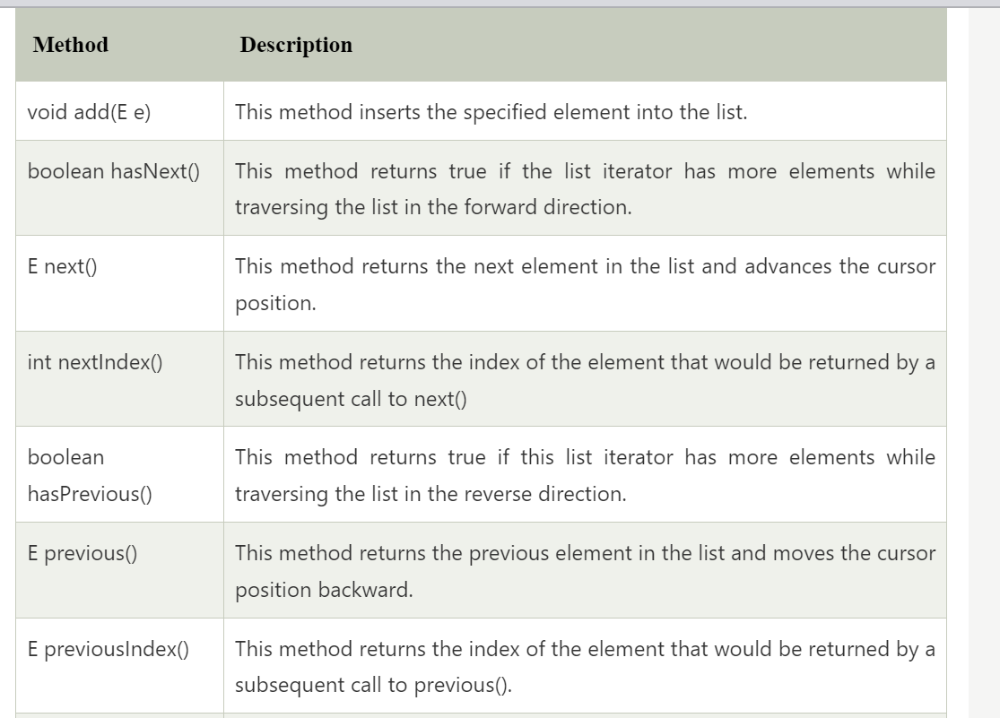 Method Description
void add(E e) This method inserts the specified element into the list.
boolean hasNext() This method returns true if the list iterator has more elements while
traversing the list in the forward direction.
E next() This method returns the next element in the list and advances the cursor
position.
int nextIndex() This method returns the index of the element that would be returned by a
subsequent call to next()
boolean This method returns true if this list iterator has more elements while
hasPrevious() traversing the list in the reverse direction.
E previous() This method returns the previous element in the list and moves the cursor
position backward.
E previousIndex() This method returns the index of the element that would be returned by a
subsequent call to previous().